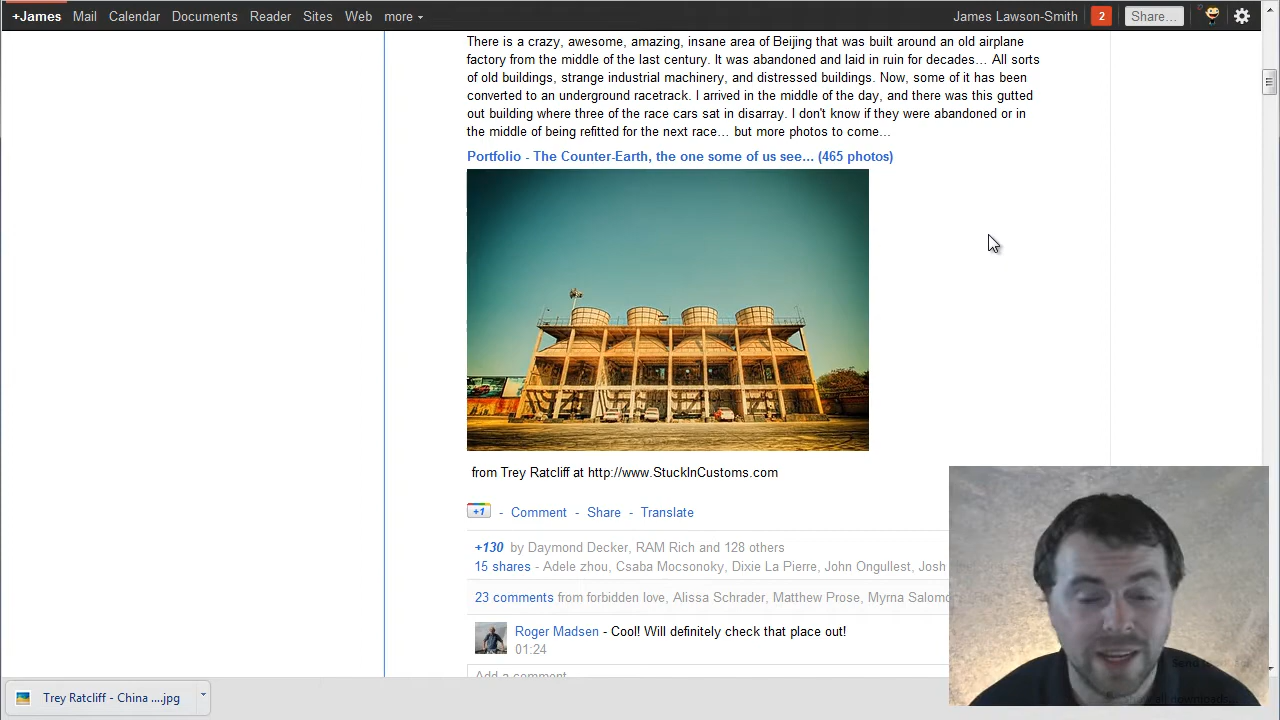 +James Mail Calendar Documents Reader Sites Web more James Lawson-Smith 2 Share...
There is a crazy, awesome, amazing, insane area of Beijing that was built around an old airplane
factory from the middle of the last century. It was abandoned and laid in ruin for decades... All sorts
of old buildings, strange industrial machinery, and distressed buildings. Now, some of it has been
converted to an underground racetrack. I arrived in the middle of the day, and there was this gutted
out building where three of the race cars sat in disarray. I don't know if they were abandoned or in
the middle of being refitted for the next race... but more photos to come...
Portfolio - The Counter-Earth, the one some of us see... (465 photos)
from Trey Ratcliff at http://www.StuckInCustoms.com
+1 - Comment - Share - Translate
+130 by Daymond Decker, RAM Rich and 128 others
15 shares - Adele zhou, Csaba Mocsonoky, Dixie La Pierre, John Ongullest, Josh
23 comments from forbidden love, Alissa Schrader, Matthew Prose, Myrna
Roger Madsen - Cool! Will definitely check that place out!
01:24
Add a comment
Trey Ratcliff - China ....jpg